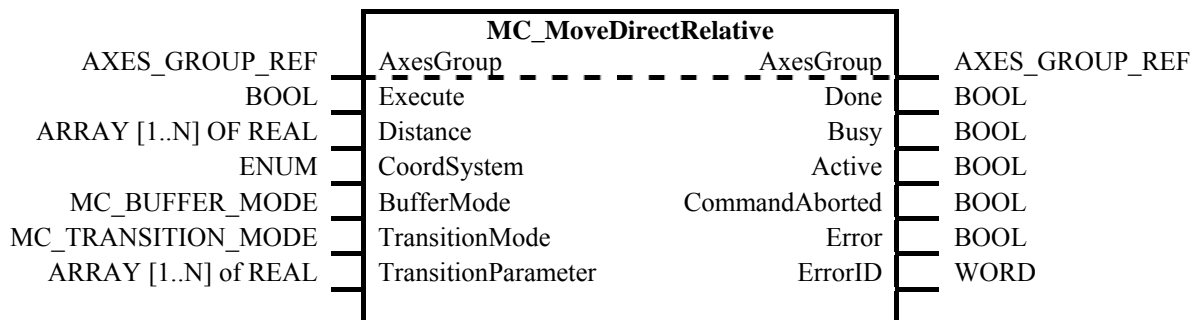 MC_MoveDirectRelative
AXES_GROUP_REF AxesGroup AxesGroup AXES_GROUP_REF
BOOL Execute Done BOOL
ARRAY [1..N] OF REAL Distance Busy BOOL
ENUM CoordSystem Active BOOL
MC_BUFFER_MODE BufferMode CommandAborted BOOL
MC_TRANSITION_MODE TransitionMode Error BOOL
ARRAY [1..N] of REAL TransitionParameter ErrorID WORD